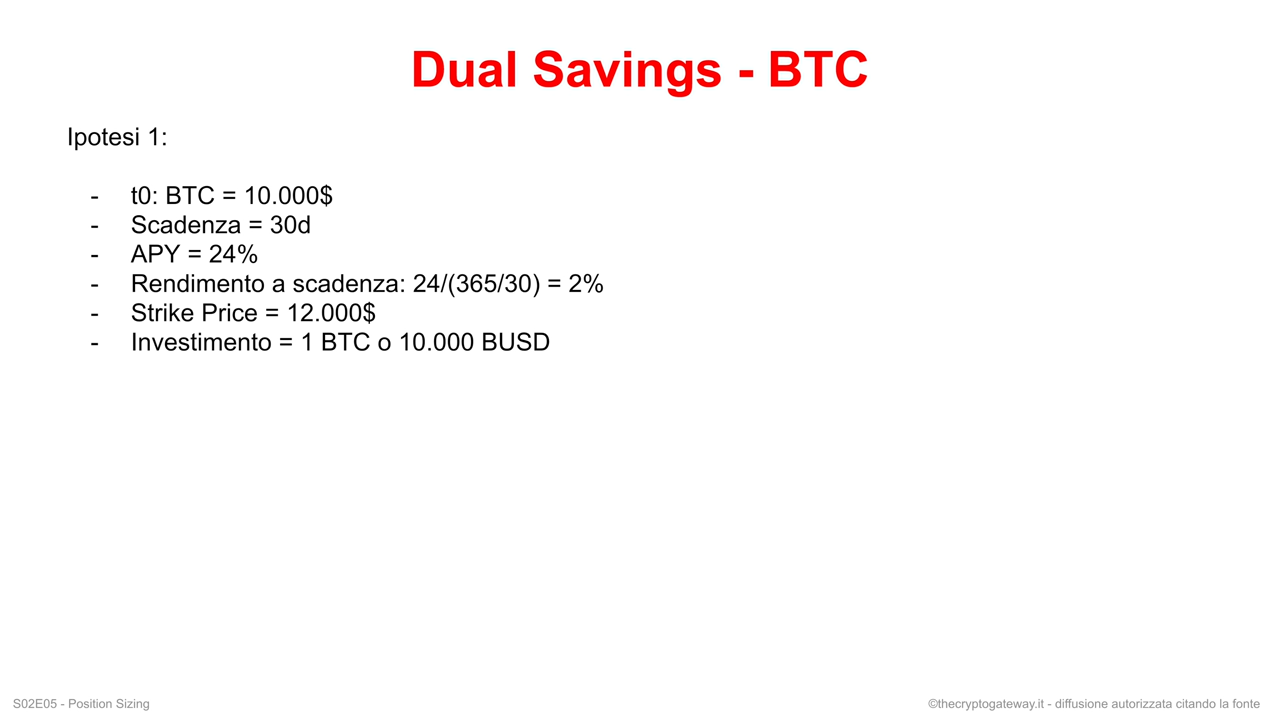 Dual Savings - BTC
Ipotesi 1:
- t0: BTC = 10.000$
- Scadenza = 30d
- APY = 24%
- Rendimento a scadenza: 24/(365/30) = 2%
- Strike Price = 12.000$
- Investimento = 1 BTC o 10.000 BUSD
S02E05 - Position Sizing
©thecryptogateway.it - diffusione autorizzata citando la fonte